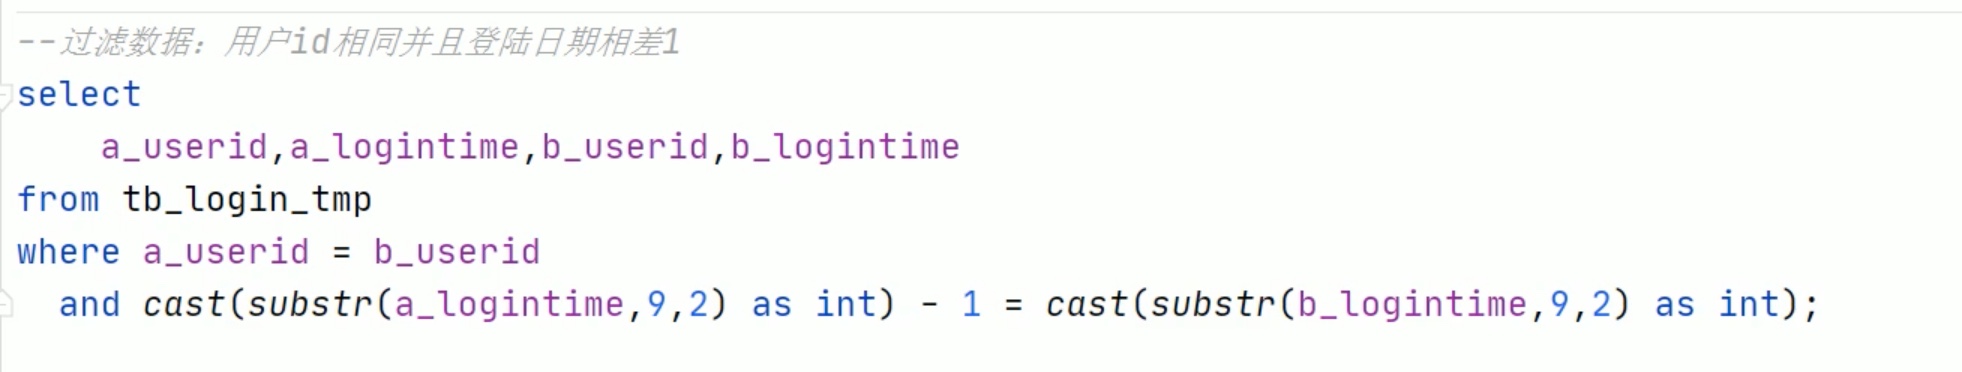 --过滤数据：用户id相同并且登陆日期相差1
select
    a_userid,a_logintime,b_userid,b_logintime
from tb_login_tmp
where a_userid = b_userid
  and cast(substr(a_logintime,9,2) as int) - 1 = cast(substr(b_logintime,9,2) as int);